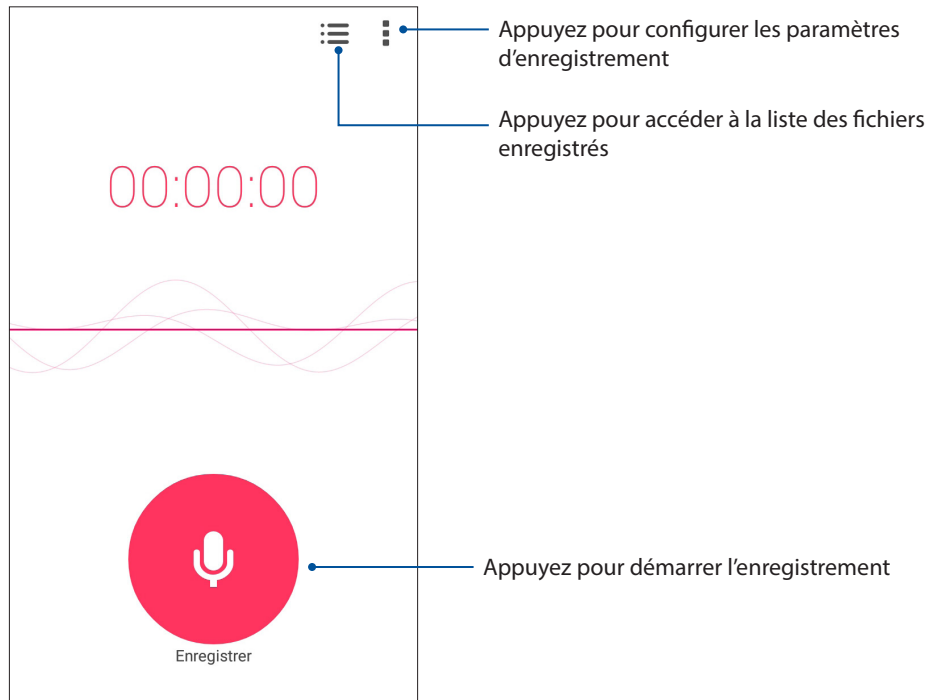 Appuyez pour configurer les paramètres
d'enregistrement
Appuyez pour accéder à la liste des fichiers
enregistrés
00:00:00
Appuyez pour démarrer l’enregistrement
Enregistrer